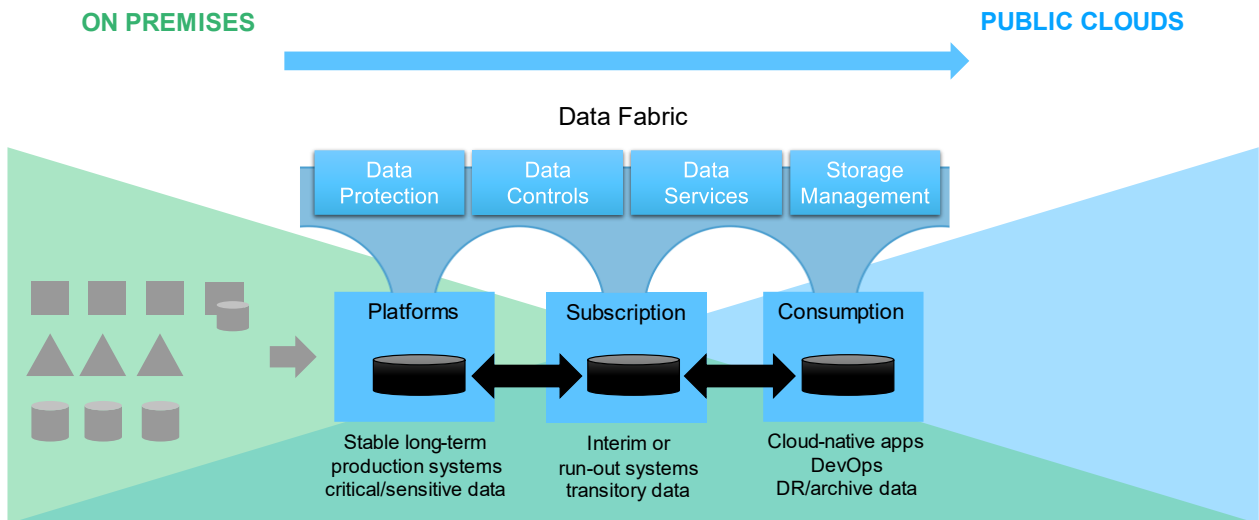 ON PREMISES
PUBLIC CLOUDS
Data Fabric
Data
Protection
Data
Controls
Data
Services
Storage
Management
Platforms
Subscription
Consumption
Stable long-term
production systems
critical/sensitive data
Interim or
run-out systems
transitory data
Cloud-native apps
DevOps
DR/archive data